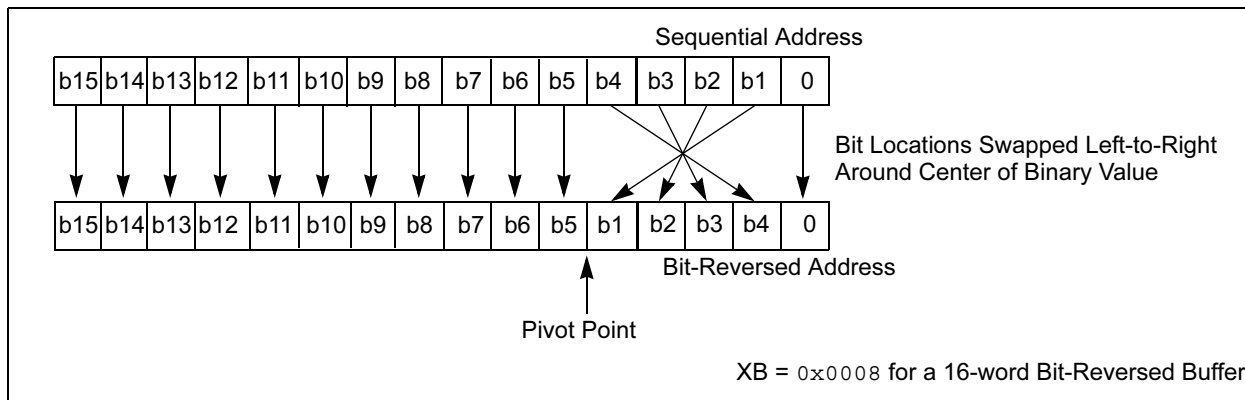 Sequential Address
b15 b14 b13 b12 b11 b10 b9 b8 b7 b6 b5 b4 b3 b2 b1 0
Bit Locations Swapped Left-to-Right
Around Center of Binary Value
b15 b14 b13 b12 b11 b10 b9 b8 b7 b6 b5 b1 b2 b3 b4 0
Bit-Reversed Address
Pivot Point
XB = 0x0008 for a 16-word Bit-Reversed Buffer